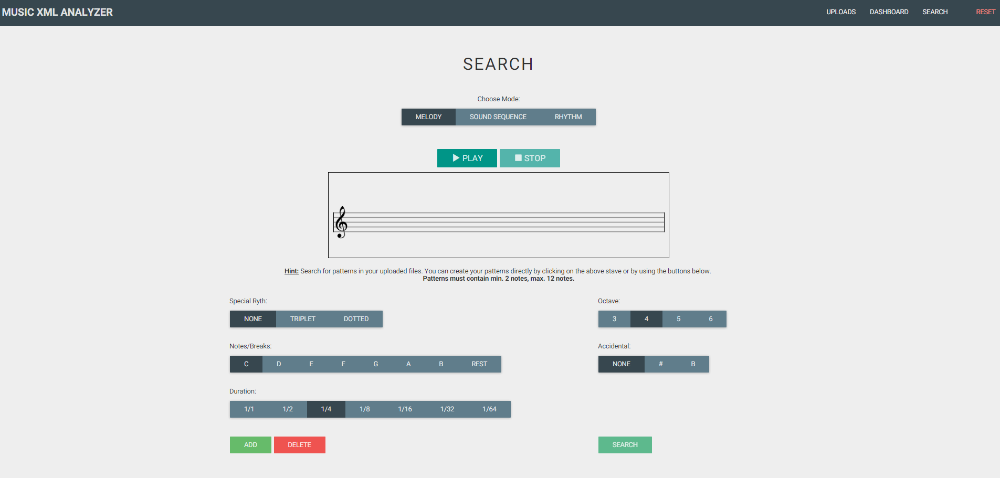 MUSIC XML ANALYZER
UPLOADS DASHBOARD SEARCH RESET
SEARCH
Choose Mode:
MELODY SOUND SEQUENCE RHYTHM
PLAY STOP
Hint: Search for patterns in your uploaded files. You can create your patterns directly by clicking on the above stave or by using the buttons below.
Patterns must contain min. 2 notes, max. 12 notes.
Special Ryth:
NONE TRIPLET DOTTED
Octave:
3 4 5 6
Notes/Breaks:
C D E F G A B REST
Accidental:
NONE # B
Duration:
1/1 1/2 1/4 1/8 1/16 1/32 1/64
ADD DELETE
SEARCH